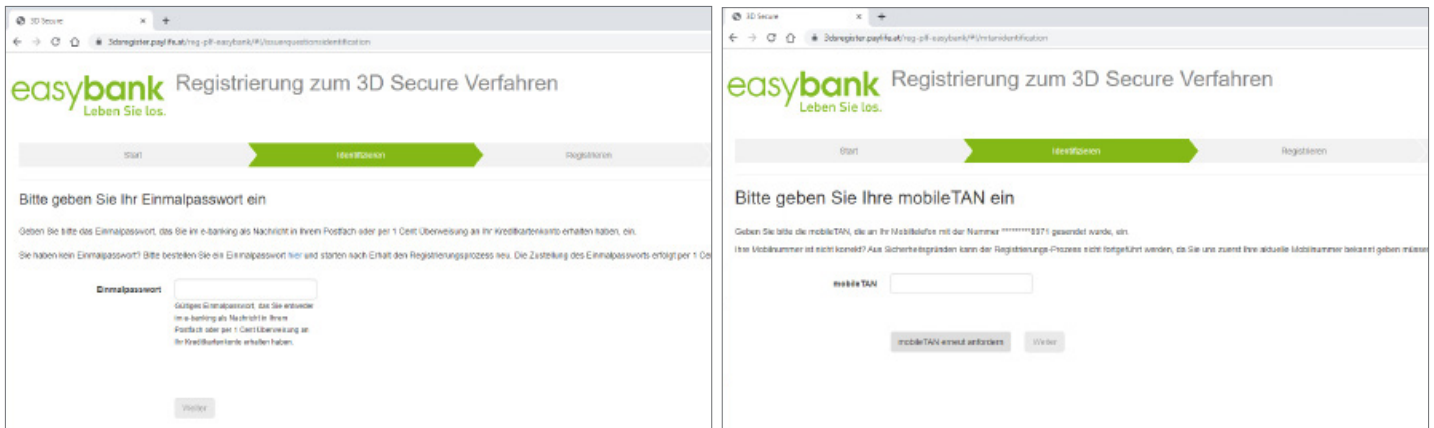 3D Secure
3dsregister.paylife.at/reg-plf-easybank/#!/issuerquestionsidentification
easybank
Leben Sie los.
Registrierung zum 3D Secure Verfahren
Start
Identifizieren
Registrieren
Bitte geben Sie Ihr Einmalpasswort ein
Geben Sie bitte das Einmalpasswort, das Sie im e-banking als Nachricht in Ihrem Postfach oder per 1 Cent Überweisung an Ihr Kreditkartenkonto erhalten haben, ein.
Sie haben kein Einmalpasswort? Bitte bestellen Sie ein Einmalpasswort hier und starten nach Erhalt den Registrierungsprozess neu. Die Zustellung des Einmalpassworts erfolgt per 1 Ce
Einmalpasswort
Gültiges Einmalpasswort, das Sie entweder
im e-banking als Nachricht in Ihrem
Postfach oder per 1 Cent Überweisung an
Ihr Kreditkartenkonto erhalten haben.
Weiter
3D Secure
3dsregister.paylife.at/reg-plf-easybank/#!/mtanidentification
easybank
Leben Sie los.
Registrierung zum 3D Secure Verfahren
Start
Identifizieren
Registrieren
Bitte geben Sie Ihre mobileTAN ein
Geben Sie bitte die mobileTAN, die an Ihr Mobiltelefon mit der Nummer *********8371 gesendet wurde, ein.
Ihre Mobilnummer ist nicht korrekt? Aus Sicherheitsgründen kann der Registrierungs-Prozess nicht fortgeführt werden, da Sie uns zuerst Ihre aktuelle Mobilnummer bekannt geben müssen
mobileTAN
mobileTAN erneut anfordern
Weiter